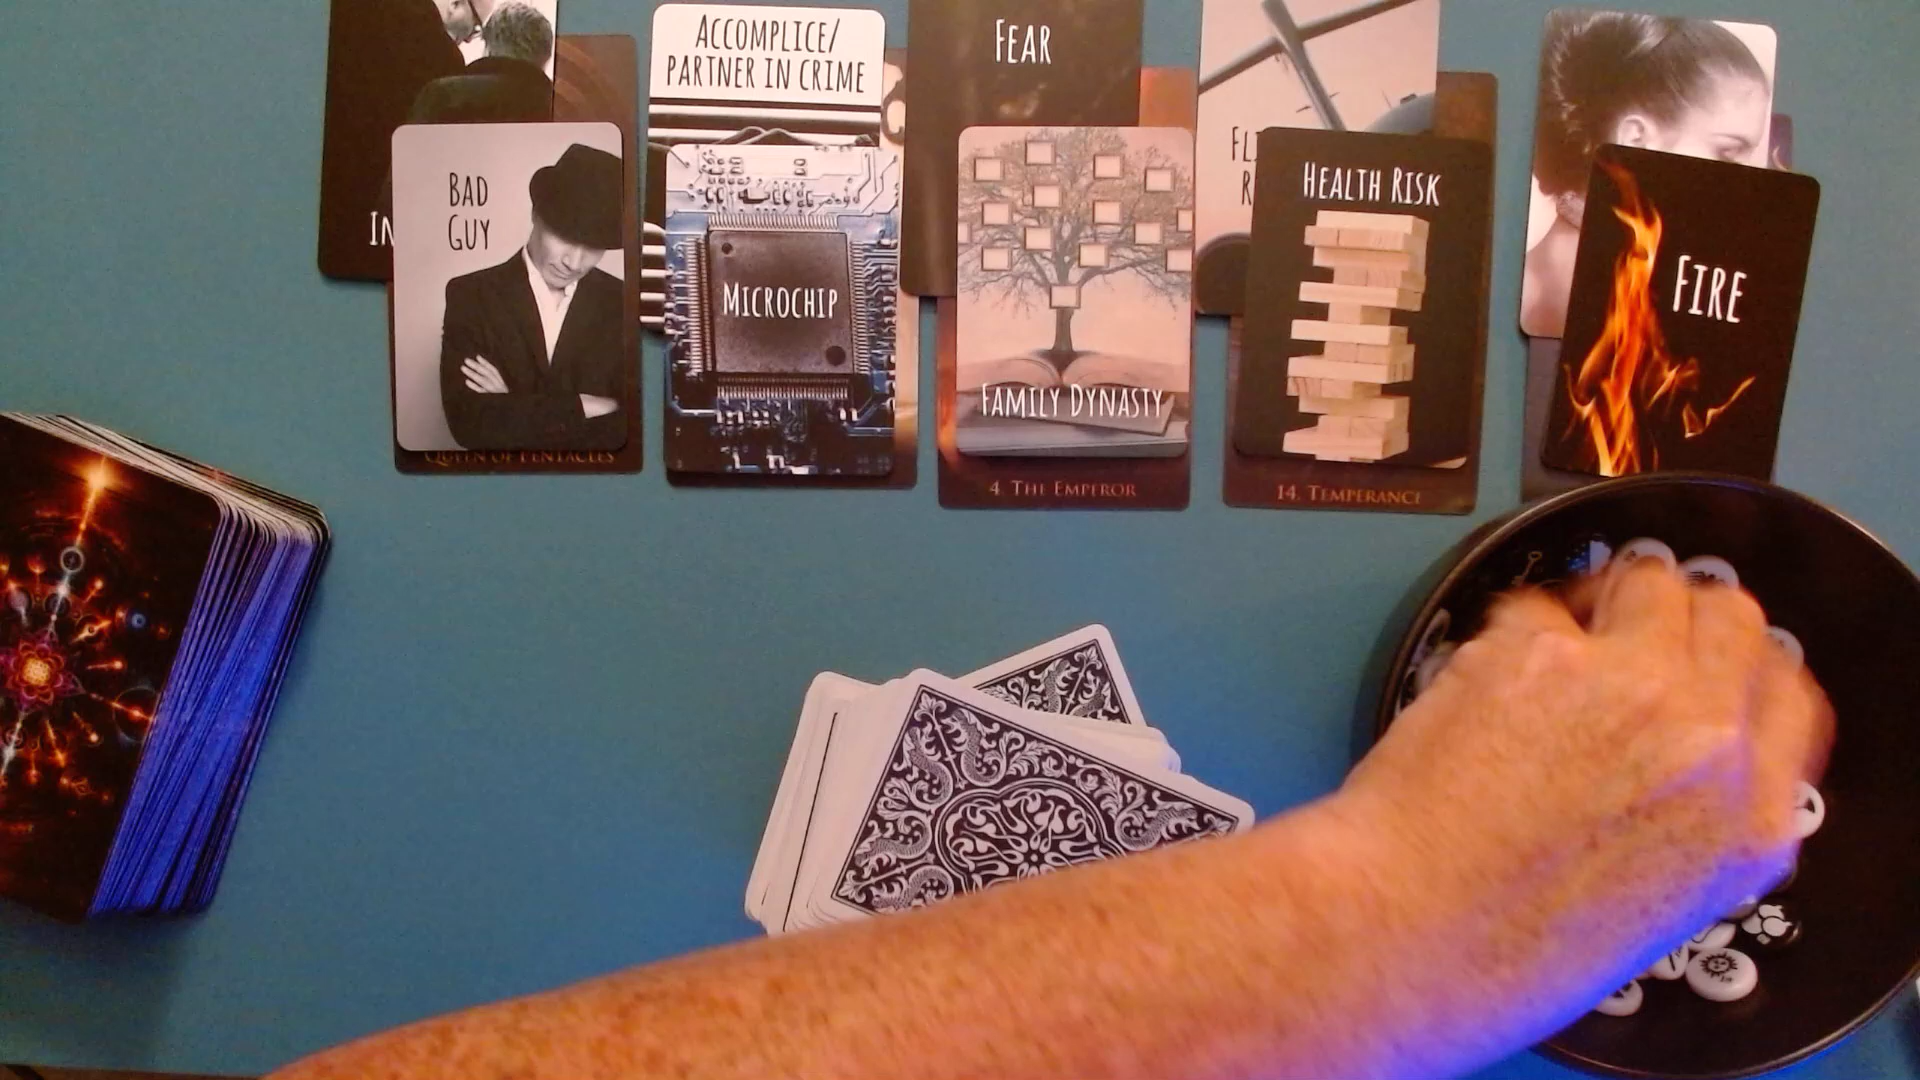 ACCOMPLICE/
PARTNER IN CRIME
FEAR
BAD
GUY
MICROCHIP
FAMILY DYNASTY
HEALTH RISK
FIRE
QUEEN OF PENTACLES
4 THE EMPEROR
14. TEMPERANCE